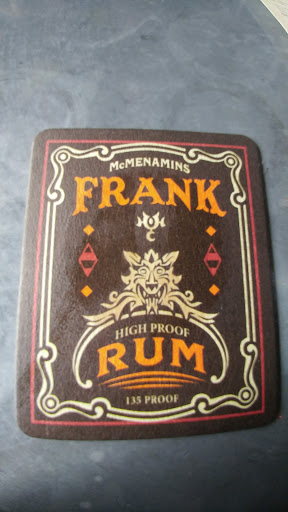 McMENAMINS
FRANK
HIGH PROOF
RUM
135 PROOF